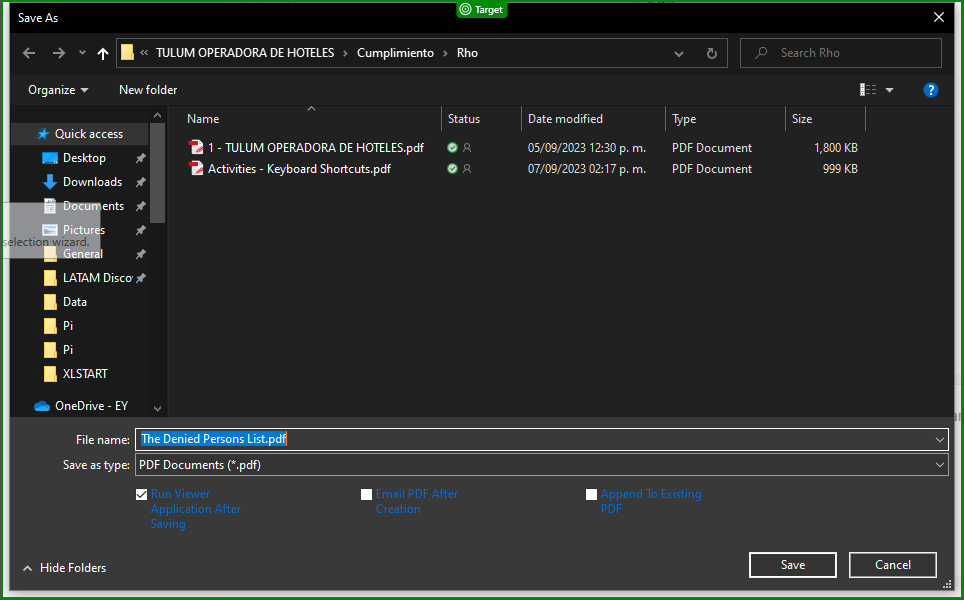 Target
Save As
« TULUM OPERADORA DE HOTELES › Cumplimiento › Rho
Search Rho
Organize
New folder
?
Name Status Date modified Type Size
Quick access
Desktop
Downloads
Documents
Pictures
General
LATAM Disco
Data
Pi
Pi
XLSTART
OneDrive - EY
selection wizard.
1 - TULUM OPERADORA DE HOTELES.pdf 05/09/2023 12:30 p. m. PDF Document 1,800 KB
Activities - Keyboard Shortcuts.pdf 07/09/2023 02:17 p. m. PDF Document 999 KB
File name: The Denied Persons List.pdf
Save as type: PDF Documents (*.pdf)
Run Viewer
Application After
Saving
Email PDF After
Creation
Append To Existing
PDF
Hide Folders
Save
Cancel